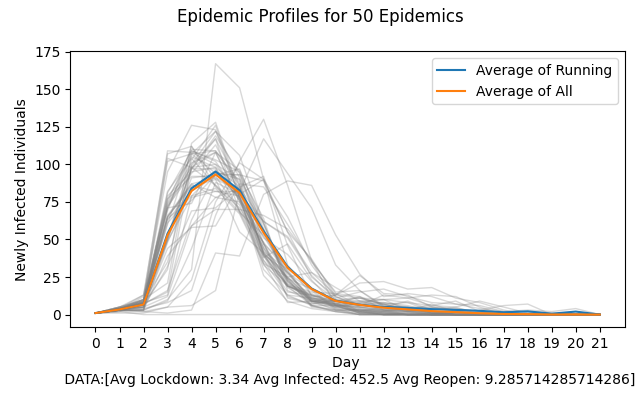 Epidemic Profiles for 50 Epidemics
175
150
125
100
75
50
25
0
Newly Infected Individuals
Average of Running
Average of All
0 1 2 3 4 5 6 7 8 9 10 11 12 13 14 15 16 17 18 19 20 21
Day
DATA:[Avg Lockdown: 3.34 Avg Infected: 452.5 Avg Reopen: 9.285714285714286]